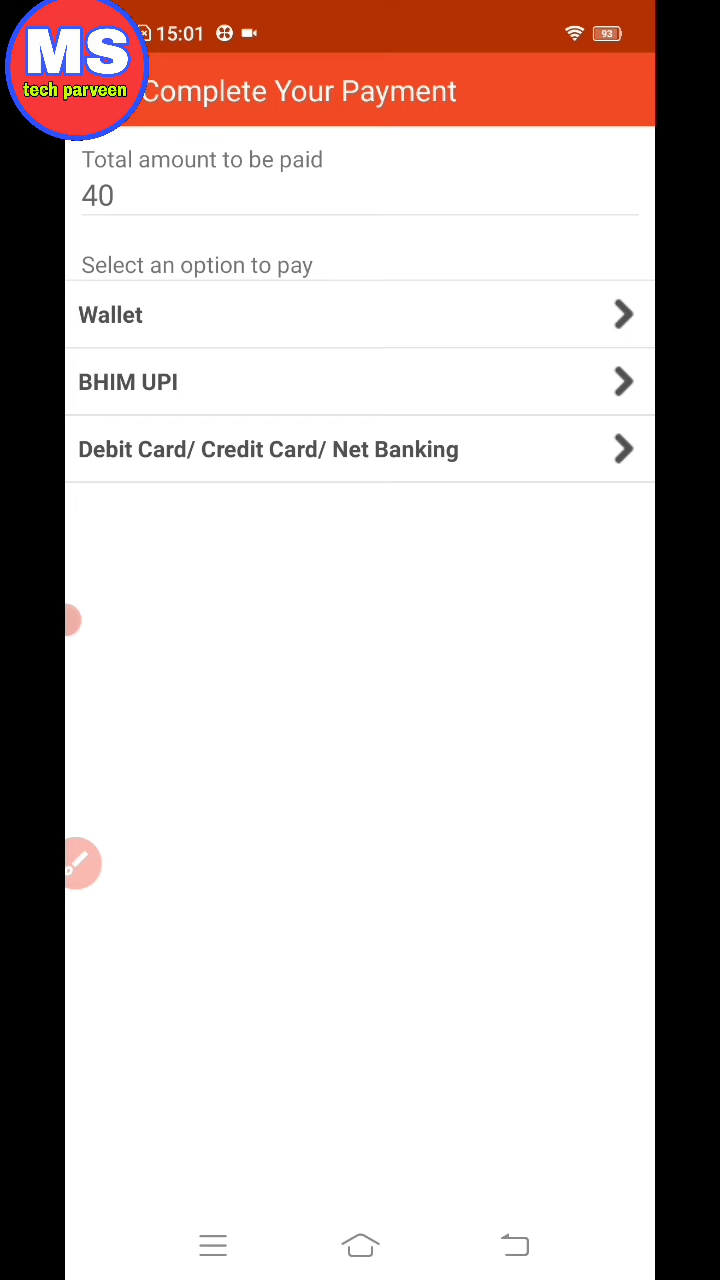 MS
tech parveen
15:01
93
Complete Your Payment
Total amount to be paid
40
Select an option to pay
Wallet
BHIM UPI
Debit Card/ Credit Card/ Net Banking